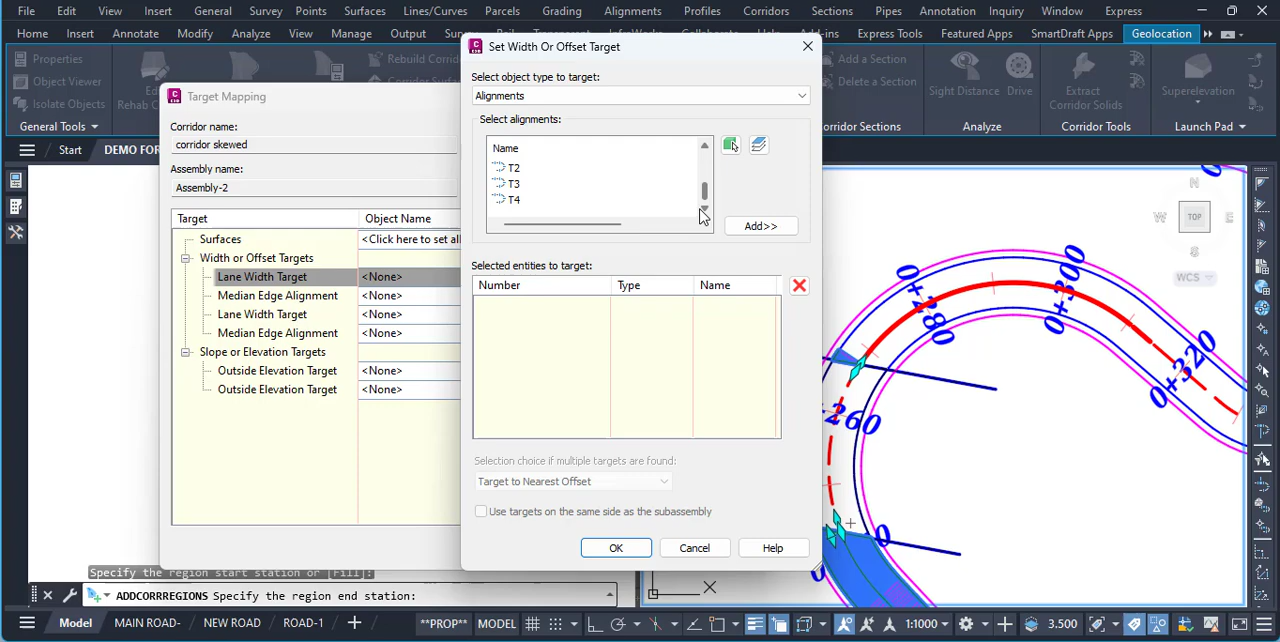 File Edit View Insert General Survey Points Surfaces Lines/Curves Parcels Grading Alignments Profiles Corridors Sections Pipes Annotation Inquiry Window Express
Home Insert Annotate Modify Analyze View Manage Output Add-ins Express Tools Featured Apps SmartDraft Apps Geolocation
Properties
Object Viewer
Isolate Objects
General Tools
Rebuild Corri
Add a Section
Delete a Section
Sight Distance Drive
Extract
Corridor Solids
Superelevation
orridor Sections Analyze Corridor Tools Launch Pad
Start
DEMO FOR
Target Mapping
Corridor name:
corridor skewed
Assembly name:
Assembly-2
Target Object Name
Surfaces <Click here to set all
Width or Offset Targets
Lane Width Target <None>
Median Edge Alignment <None>
Lane Width Target <None>
Median Edge Alignment <None>
Slope or Elevation Targets
Outside Elevation Target <None>
Outside Elevation Target <None>
Set Width Or Offset Target
Select object type to target:
Alignments
Select alignments:
Name
T2
T3
T4
Add>>
Selected entities to target:
Number Type Name
Selection choice if multiple targets are found:
Target to Nearest Offset
Use targets on the same side as the subassembly
OK Cancel Help
N
W TOP E
S
WCS
0+280
0+300
0+320
+260
Specify the region start station or [Fill]:
ADDCORRREGIONS Specify the region end station:
X
Model MAIN ROAD- NEW ROAD ROAD-1
**PROP** MODEL 1:1000 3.500